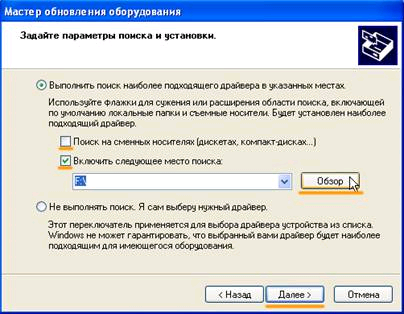 Мастер обновления оборудования
Задайте параметры поиска и установки.
Выполнить поиск наиболее подходящего драйвера в указанных местах.
Используйте флажки для сужения или расширения области поиска, включающей
по умолчанию локальные папки и съемные носители. Будет установлен наиболее
подходящий драйвер.
Поиск на сменных носителях (дискетах, компакт-дисках...)
Включить следующее место поиска:
Обзор
Не выполнять поиск. Я сам выберу нужный драйвер.
Этот переключатель применяется для выбора драйвера устройства из списка.
Windows не может гарантировать, что выбранный вами драйвер будет наиболее
подходящим для имеющегося оборудования.
< Назад Далее > Отмена